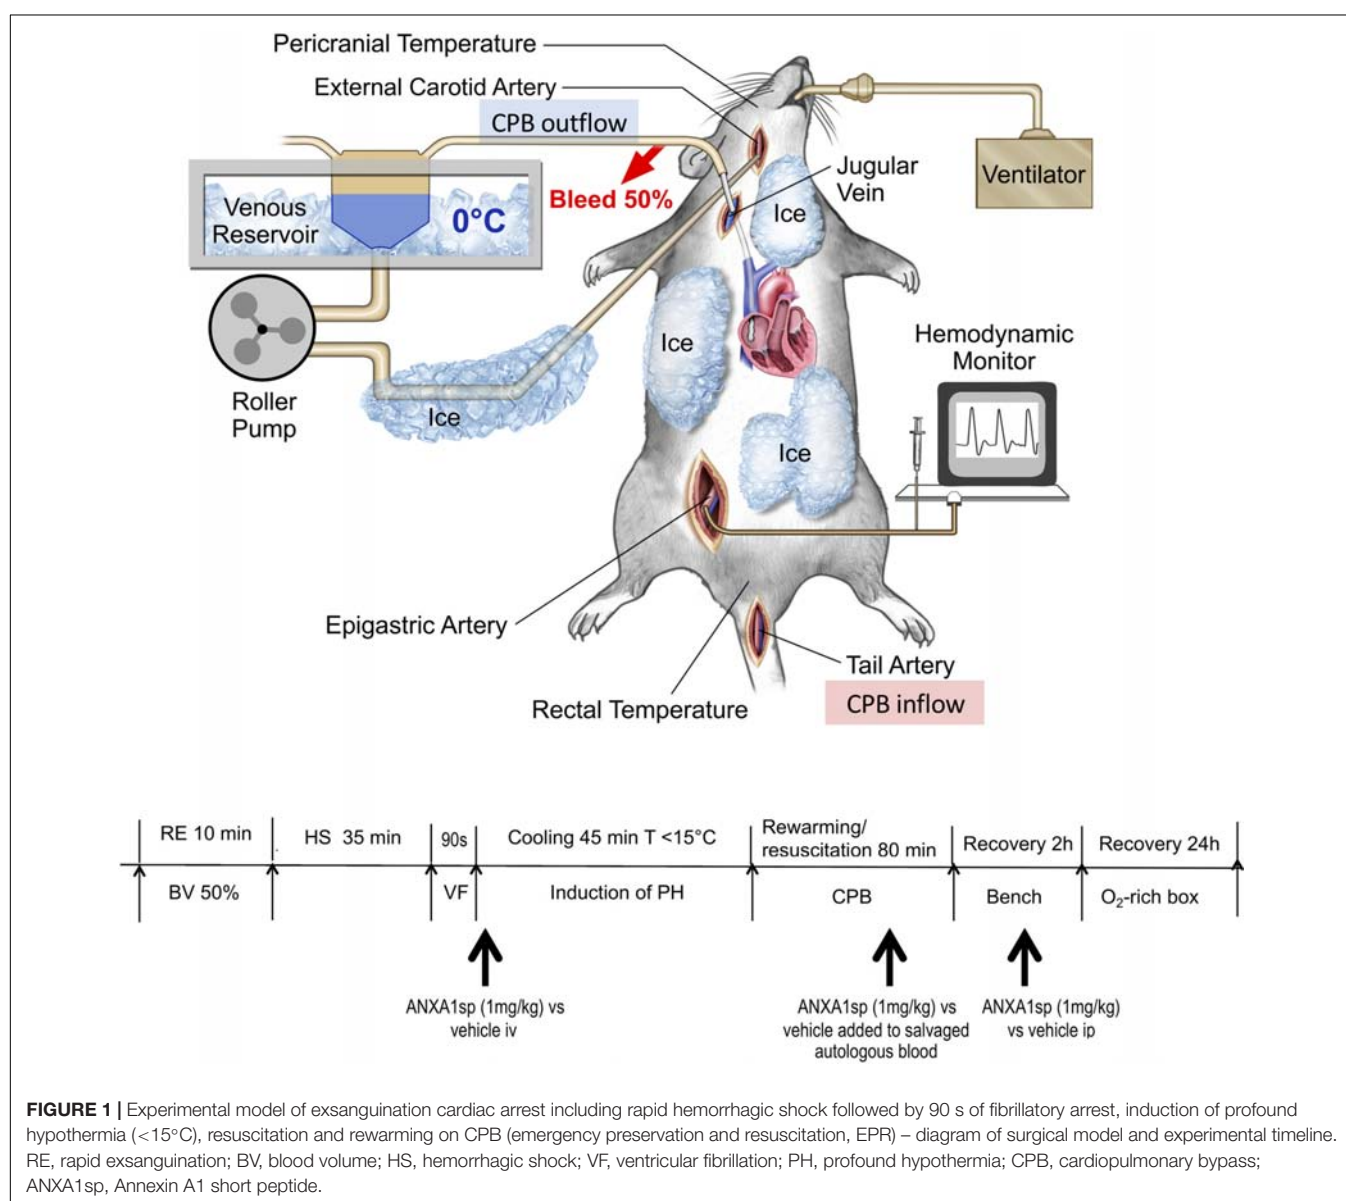 Pericranial Temperature
External Carotid Artery
CPB outflow
Bleed 50%
Jugular
Vein
Ventilator
Venous
Reservoir
0°C
Ice
Ice
Roller
Pump
Ice
Ice
Hemodynamic
Monitor
Epigastric Artery
Tail Artery
Rectal Temperature
CPB inflow
RE 10 min
HS 35 min
90s
Cooling 45 min T <15°C
Rewarming/
resuscitation 80 min
Recovery 2h
Recovery 24h
BV 50%
VF
Induction of PH
CPB
Bench
O₂-rich box
ANXA1sp (1mg/kg) vs
vehicle iv
ANXA1sp (1mg/kg) vs
vehicle added to salvaged
autologous blood
ANXA1sp (1mg/kg)
vs vehicle ip
FIGURE 1 | Experimental model of exsanguination cardiac arrest including rapid hemorrhagic shock followed by 90 s of fibrillatory arrest, induction of profound
hypothermia (<15°C), resuscitation and rewarming on CPB (emergency preservation and resuscitation, EPR) – diagram of surgical model and experimental timeline.
RE, rapid exsanguination; BV, blood volume; HS, hemorrhagic shock; VF, ventricular fibrillation; PH, profound hypothermia; CPB, cardiopulmonary bypass;
ANXA1sp, Annexin A1 short peptide.